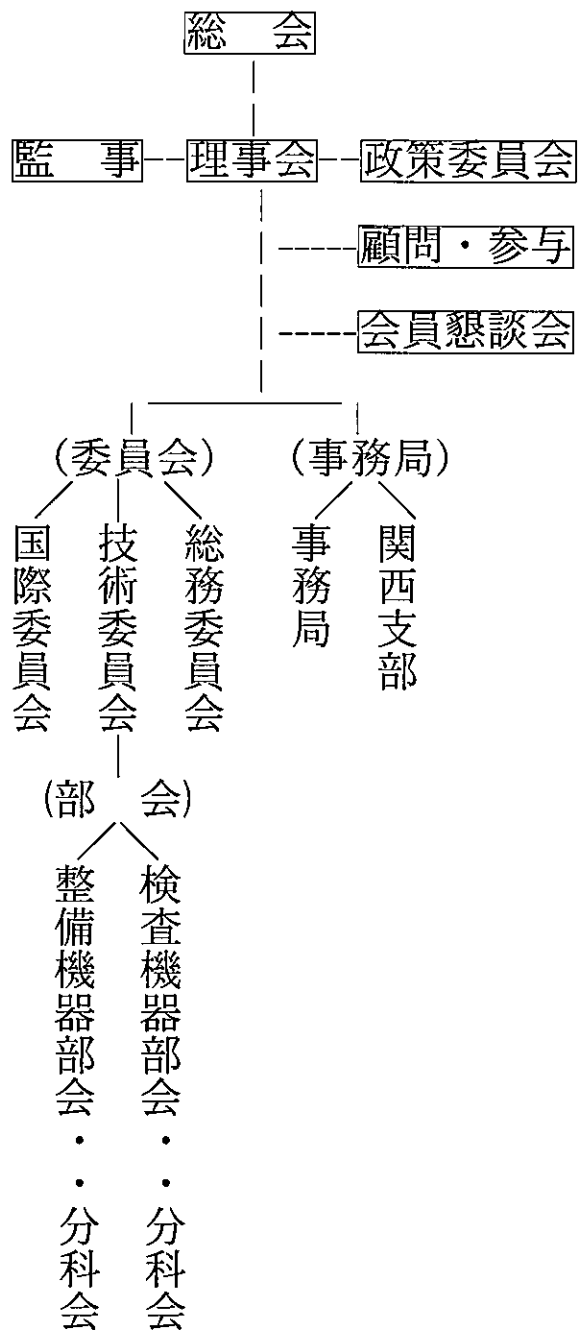 総　会
監　事
理事会
政策委員会
顧問・参与
会員懇談会
(委員会)
(事務局)
国際委員会
技術委員会
総務委員会
事務局
関西支部
(部　会)
整備機器部会・・分科会
検査機器部会・・分科会